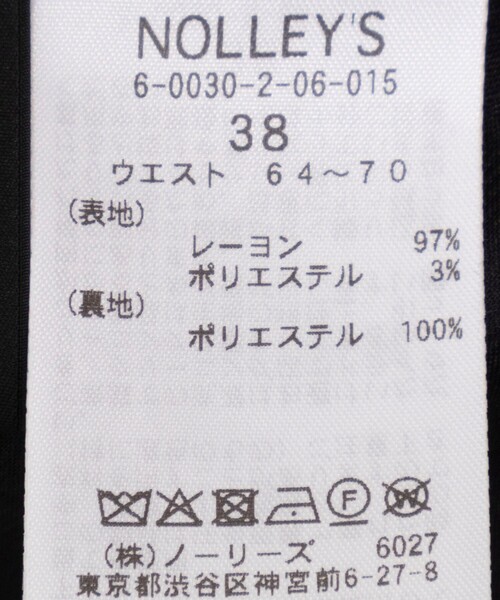 NOLLEY'S
6-0030-2-06-015
38
ウエスト 64～70
(表地)
レーヨン 97%
ポリエステル 3%
(裏地)
ポリエステル 100%
F W
(株)ノーリーズ 6027
東京都渋谷区神宮前6-27-8